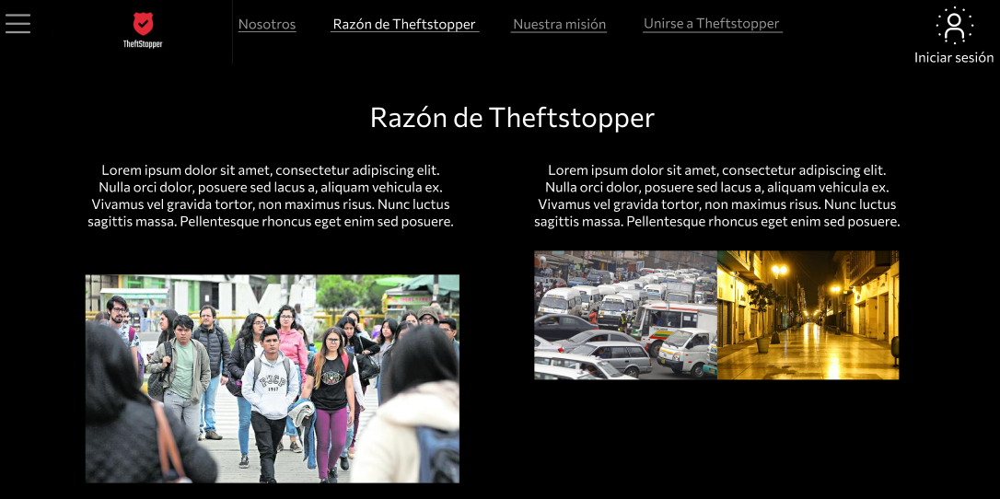 TheftStopper
Nosotros
Razón de Theftstopper
Nuestra misión
Unirse a Theftstopper
Iniciar sesión
Razón de Theftstopper
Lorem ipsum dolor sit amet, consectetur adipiscing elit.
Nulla orci dolor, posuere sed lacus a, aliquam vehicula ex.
Vivamus vel gravida tortor, non maximus risus. Nunc luctus
sagittis massa. Pellentesque rhoncus eget enim sed posuere.
Lorem ipsum dolor sit amet, consectetur adipiscing elit.
Nulla orci dolor, posuere sed lacus a, aliquam vehicula ex.
Vivamus vel gravida tortor, non maximus risus. Nunc luctus
sagittis massa. Pellentesque rhoncus eget enim sed posuere.
PUCP
1917